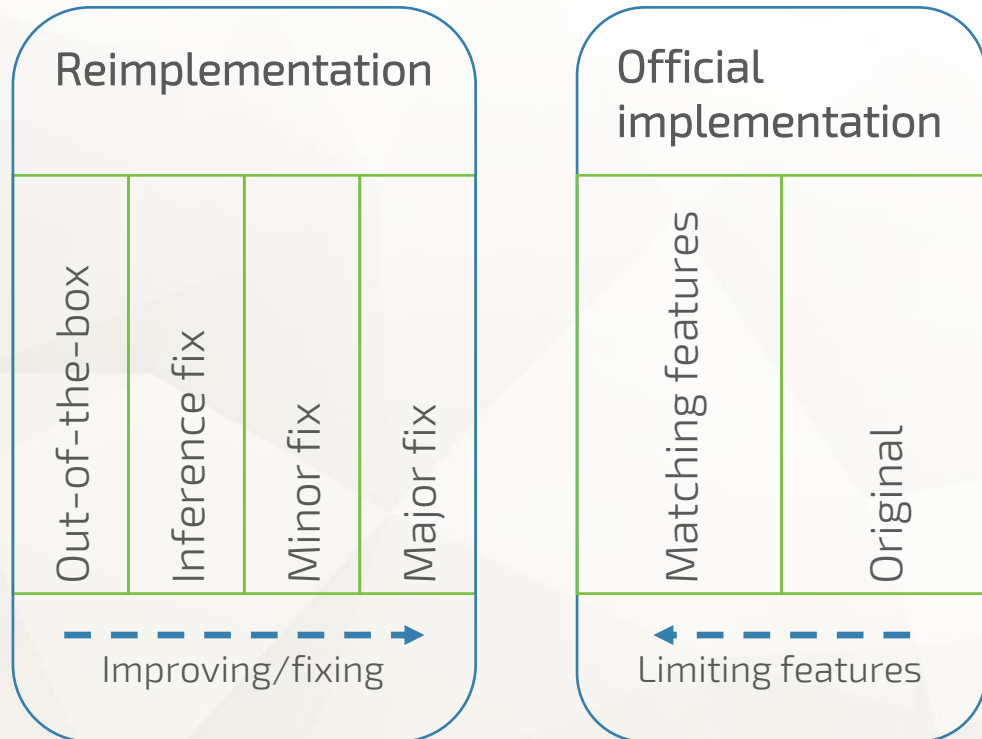 Reimplementation
Out-of-the-box
Inference fix
Minor fix
Major fix
Improving/fixing
Official
implementation
Matching features
Original
Limiting features